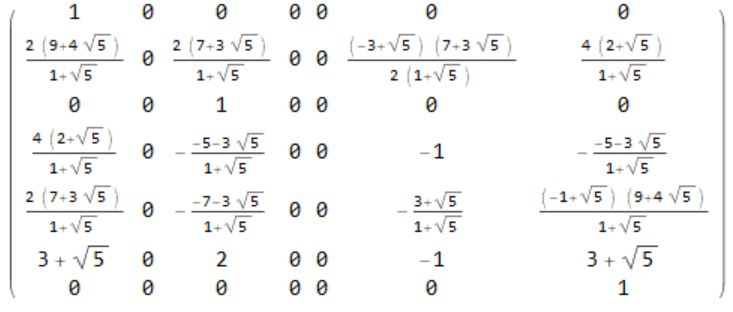 1 0 0 0 0 0 0
2 (9+4 √5)/1+√5 0 2 (7+3 √5)/1+√5 0 0 (-3+√5) (7+3 √5)/2 (1+√5) 4 (2+√5)/1+√5
0 0 1 0 0 0 0
4 (2+√5)/1+√5 0 - -5-3 √5/1+√5 0 0 -1 - -5-3 √5/1+√5
2 (7+3 √5)/1+√5 0 - -7-3 √5/1+√5 0 0 - 3+√5/1+√5 (-1+√5) (9+4 √5)/1+√5
3 + √5 0 2 0 0 -1 3 + √5
0 0 0 0 0 0 1